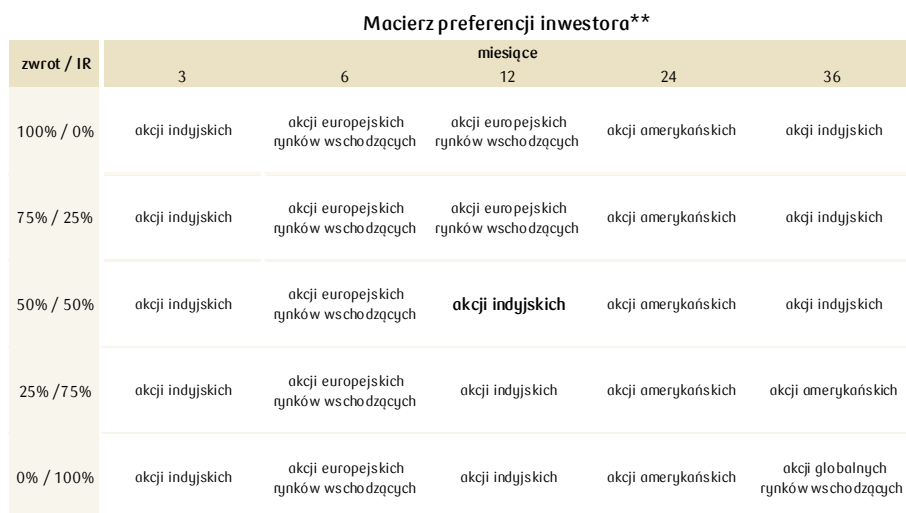 Macierz preferencji inwestora**
zwrot / IR
miesiące
3 6 12 24 36
100% / 0% akcji indyjskich akcji europejskich rynków wschodzących akcji europejskich rynków wschodzących akcji amerykańskich akcji indyjskich
75% / 25% akcji indyjskich akcji europejskich rynków wschodzących akcji europejskich rynków wschodzących akcji amerykańskich akcji indyjskich
50% / 50% akcji indyjskich akcji europejskich rynków wschodzących akcji indyjskich akcji amerykańskich akcji indyjskich
25% /75% akcji indyjskich akcji europejskich rynków wschodzących akcji indyjskich akcji amerykańskich akcji amerykańskich
0% / 100% akcji indyjskich akcji europejskich rynków wschodzących akcji indyjskich akcji amerykańskich akcji globalnych rynków wschodzących